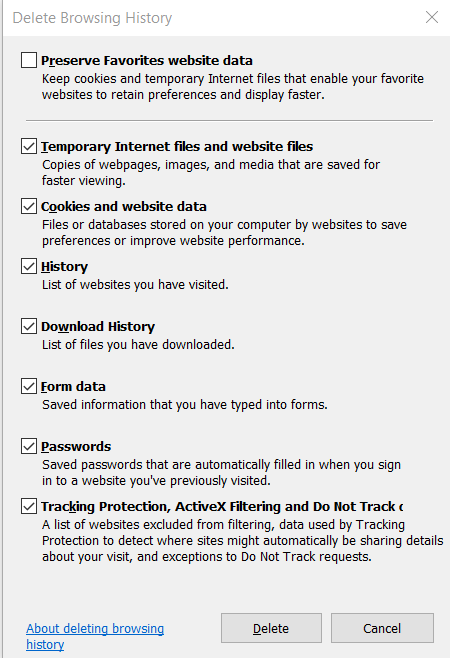 Delete Browsing History
Preserve Favorites website data
Keep cookies and temporary Internet files that enable your favorite
websites to retain preferences and display faster.
Temporary Internet files and website files
Copies of webpages, images, and media that are saved for
faster viewing.
Cookies and website data
Files or databases stored on your computer by websites to save
preferences or improve website performance.
History
List of websites you have visited.
Download History
List of files you have downloaded.
Form data
Saved information that you have typed into forms.
Passwords
Saved passwords that are automatically filled in when you sign
in to a website you've previously visited.
Tracking Protection, ActiveX Filtering and Do Not Track
A list of websites excluded from filtering, data used by Tracking
Protection to detect where sites might automatically be sharing details
about your visit, and exceptions to Do Not Track requests.
About deleting browsing
history
Delete
Cancel